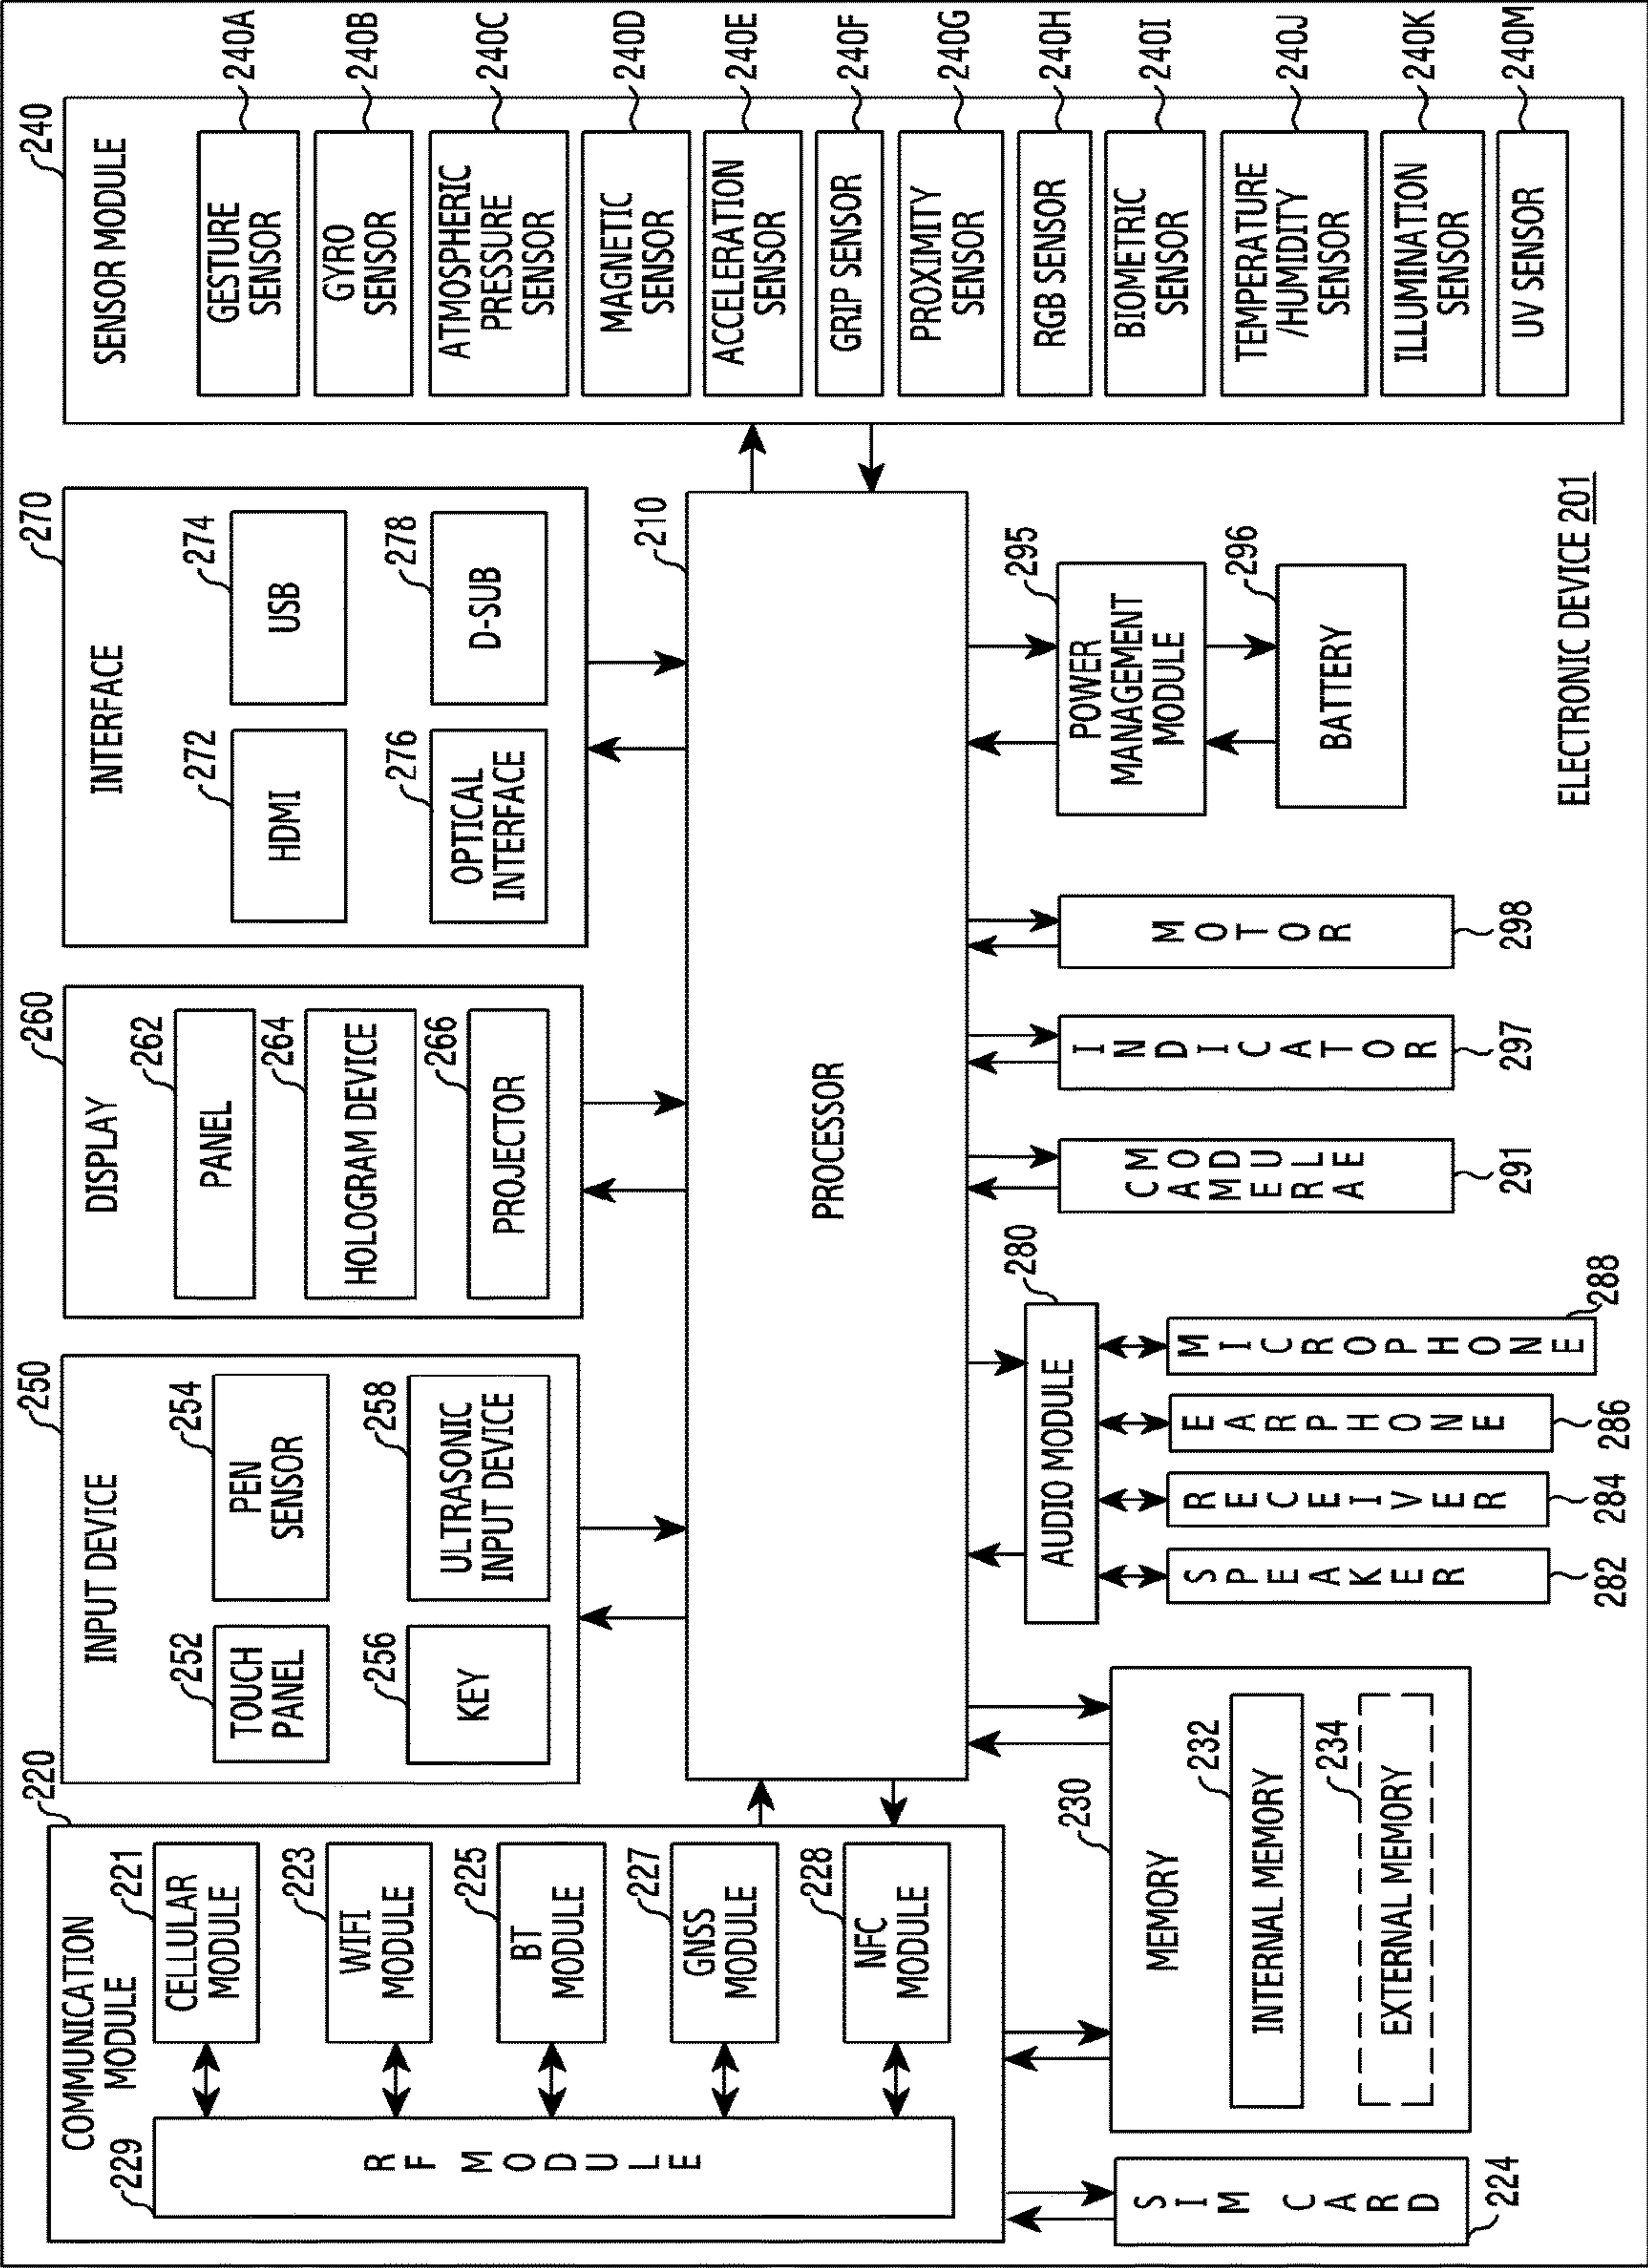 ELECTRONIC DEVICE 201
COMMUNICATION
MODULE
220
229
RF MODULE
CELLULAR
MODULE
221
WIFI
MODULE
223
BT
MODULE
225
GNSS
MODULE
227
NFC
MODULE
228
INPUT DEVICE
250
TOUCH
PANEL
252
PEN
SENSOR
254
KEY
256
ULTRASONIC
INPUT DEVICE
258
DISPLAY
260
PANEL
262
HOLOGRAM DEVICE
264
PROJECTOR
266
INTERFACE
270
HDMI
272
USB
274
OPTICAL
INTERFACE
276
D-SUB
278
SENSOR MODULE
240
GESTURE
SENSOR
240A
GYRO
SENSOR
240B
ATMOSPHERIC
PRESSURE
SENSOR
240C
MAGNETIC
SENSOR
240D
ACCELERATION
SENSOR
240E
GRIP SENSOR
240F
PROXIMITY
SENSOR
240G
RGB SENSOR
240H
BIOMETRIC
SENSOR
240I
TEMPERATURE
/HUMIDITY
SENSOR
240J
ILLUMINATION
SENSOR
240K
UV SENSOR
240M
PROCESSOR
210
SIM CARD
224
MEMORY
230
INTERNAL MEMORY
232
EXTERNAL MEMORY
234
AUDIO MODULE
280
SPEAKER
282
RECEIVER
284
EARPHONE
286
MICROPHONE
288
CAMERA
MODULE
291
INDICATOR
297
MOTOR
298
POWER
MANAGEMENT
MODULE
295
BATTERY
296